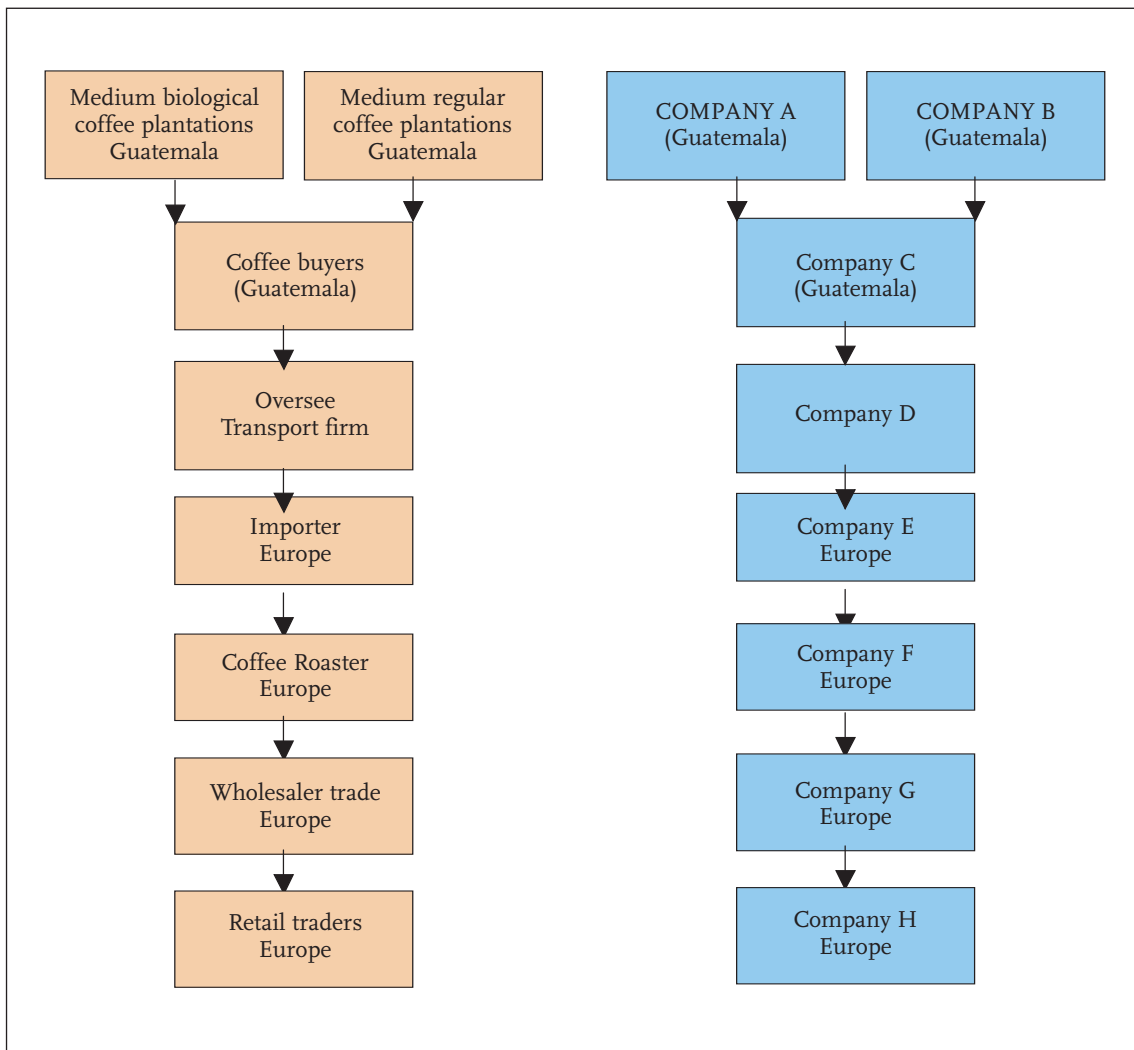 Medium biological
coffee plantations
Guatemala
Medium regular
coffee plantations
Guatemala
Coffee buyers
(Guatemala)
Oversee
Transport firm
Importer
Europe
Coffee Roaster
Europe
Wholesaler trade
Europe
Retail traders
Europe
COMPANY A
(Guatemala)
COMPANY B
(Guatemala)
Company C
(Guatemala)
Company D
Company E
Europe
Company F
Europe
Company G
Europe
Company H
Europe